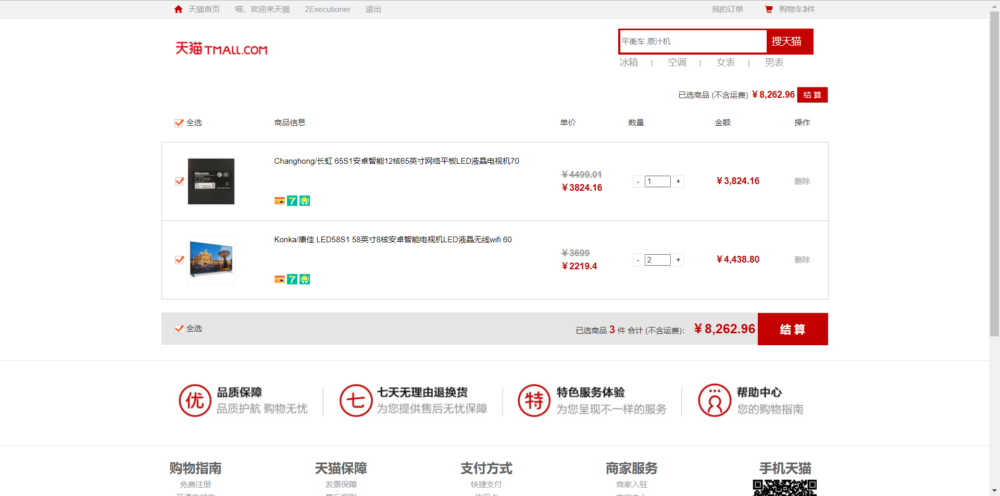 天猫首页 喵，欢迎来天猫 2Executioner 退出 我的订单 购物车3件
天猫 TMALL.COM
平衡车 原汁机 搜天猫
冰箱 | 空调 | 女表 | 男表
已选商品 (不含运费) ￥8,262.96 结 算
全选 商品信息 单价 数量 金额 操作
Changhong/长虹 65S1安卓智能12核65英寸网络平板LED液晶电视机70
Hisense
￥4499.01
￥3824.16
- 1 + ￥3,824.16 删除
7
Konka/康佳 LED58S1 58英寸8核安卓智能电视机LED液晶无线wifi 60
￥3699
￥2219.4
- 2 + ￥4,438.80 删除
7
全选 已选商品 3 件 合计 (不含运费)： ￥8,262.96 结 算
优 品质保障
品质护航 购物无忧
七 七天无理由退换货
为您提供售后无忧保障
特 特色服务体验
为您呈现不一样的服务
帮助中心
您的购物指南
购物指南 天猫保障 支付方式 商家服务 手机天猫
免费注册 发票保障 快捷支付 商家入驻